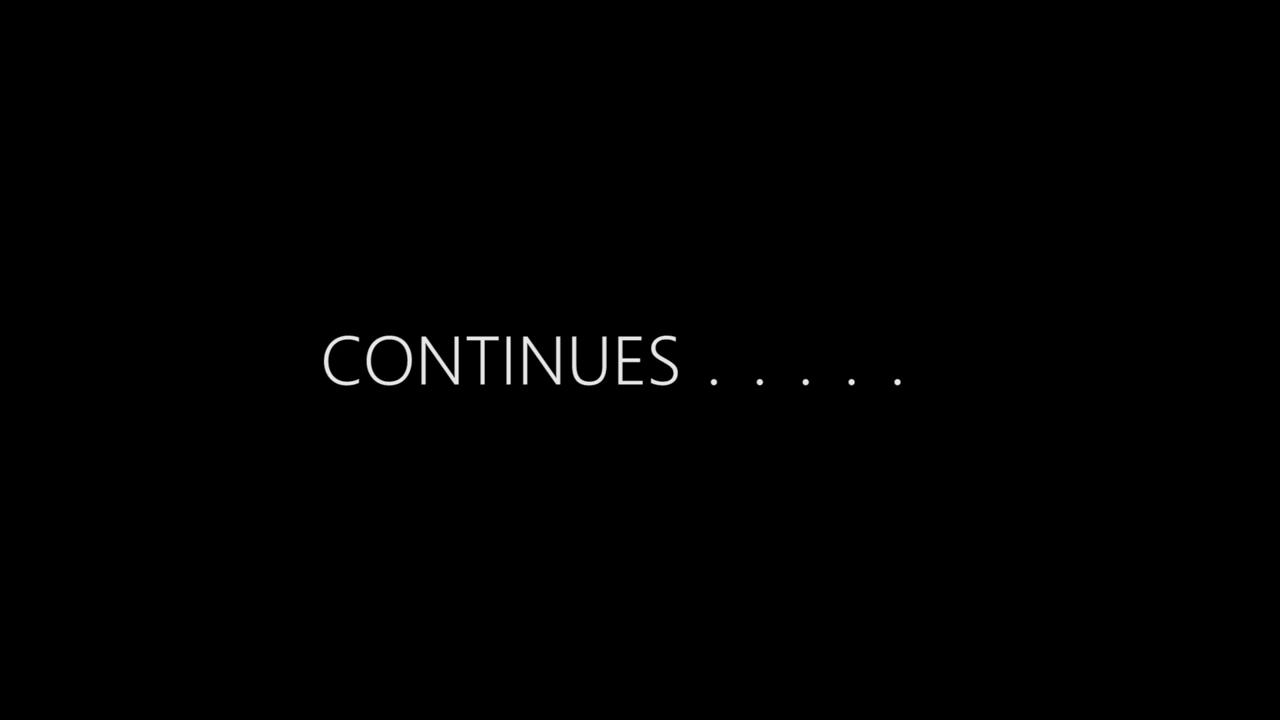 CONTINUES . . . . .